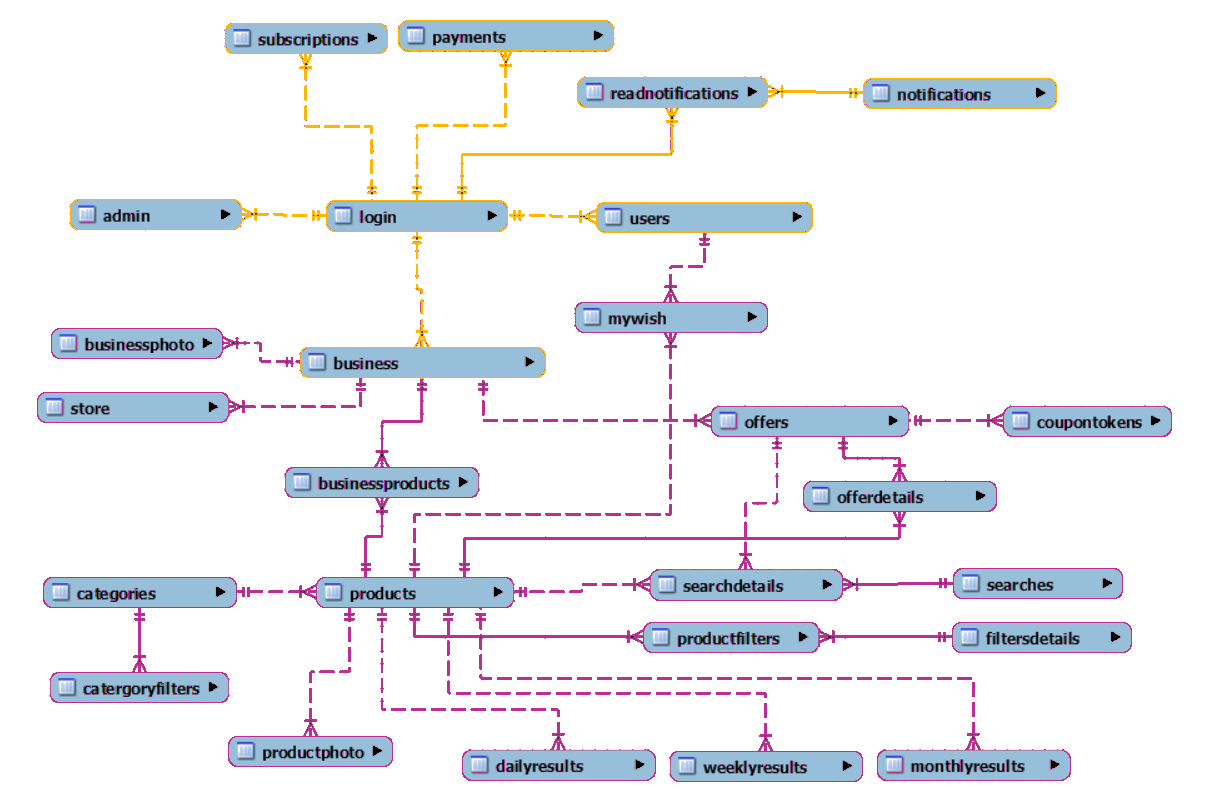 subscriptions
payments
readnotifications
notifications
admin
login
users
mywish
businessphoto
business
store
offers
coupontokens
businessproducts
offerdetails
categories
products
searchdetails
searches
productfilters
filtersdetails
catergoryfilters
productphoto
dailyresults
weeklyresults
monthlyresults